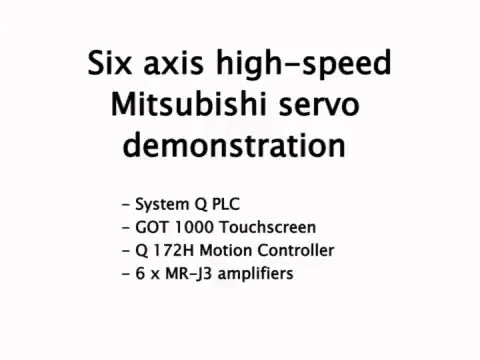 Six axis high-speed
Mitsubishi servo
demonstration
- System Q PLC
- GOT 1000 Touchscreen
- Q 172H Motion Controller
- 6 x MR-J3 amplifiers